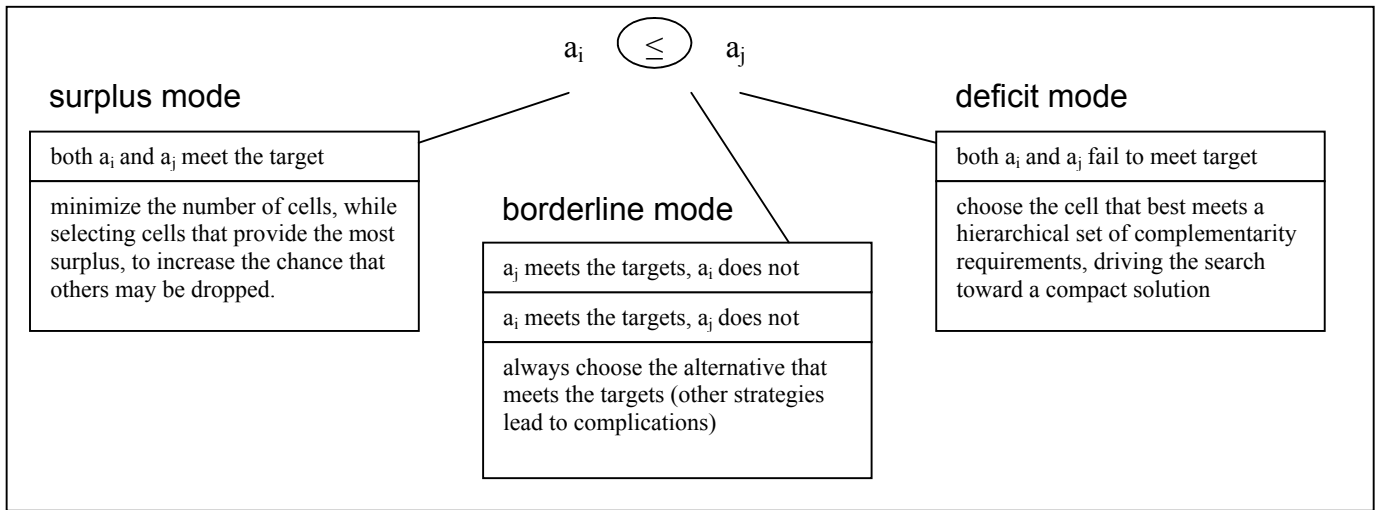 aᵢ ≤ aⱼ
surplus mode
both aᵢ and aⱼ meet the target
minimize the number of cells, while
selecting cells that provide the most
surplus, to increase the chance that
others may be dropped.
borderline mode
aⱼ meets the targets, aᵢ does not
aᵢ meets the targets, aⱼ does not
always choose the alternative that
meets the targets (other strategies
lead to complications)
deficit mode
both aᵢ and aⱼ fail to meet target
choose the cell that best meets a
hierarchical set of complementarity
requirements, driving the search
toward a compact solution